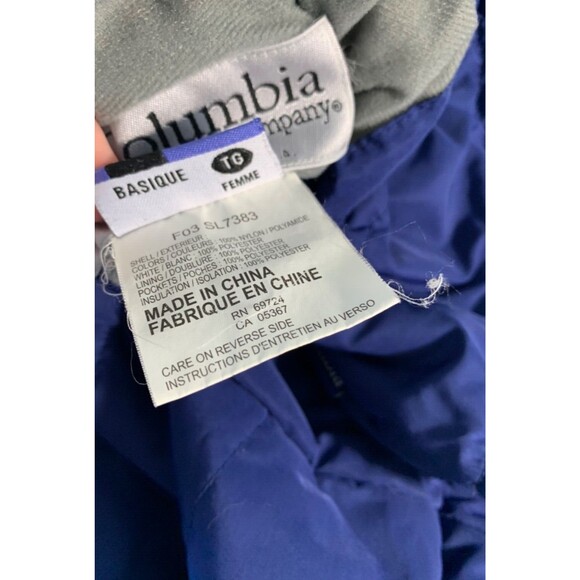 Columbia
Company®
BASIQUE
TG
FEMME
F03 SL7383
SHELL / EXTERIEUR
COLORS / COULEURS : 100% NYLON / POLYAMIDE
WHITE / BLANC : 100% POLYESTER
LINING / DOUBLURE : 100% POLYESTER
POCKETS / POCHES : 100% POLYESTER
INSULATION / ISOLATION : 100% POLYESTER
MADE IN CHINA
FABRIQUE EN CHINE
RN 69724
CA 05367
CARE ON REVERSE SIDE
INSTRUCTIONS D'ENTRETIEN AU VERSO